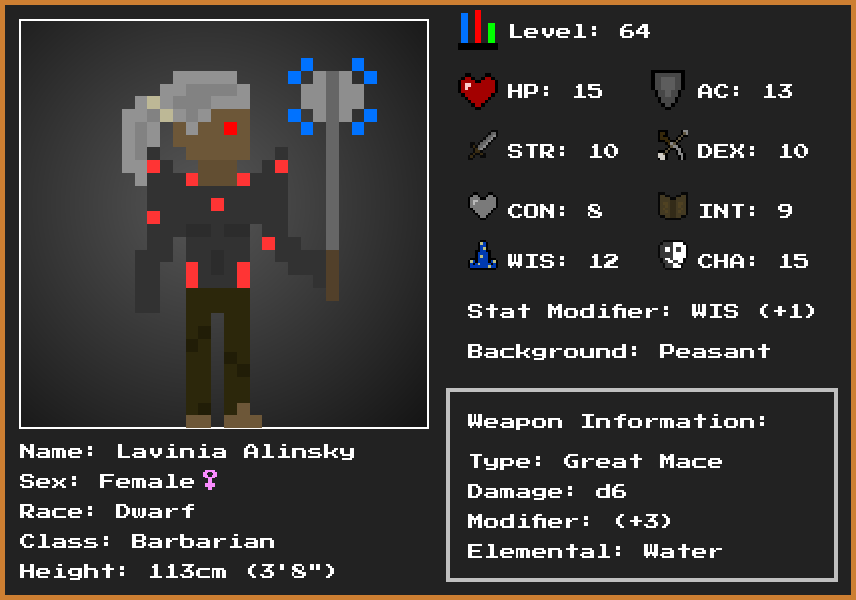 Level: 64
HP: 15
AC: 13
STR: 10
DEX: 10
CON: 8
INT: 9
WIS: 12
CHA: 15
Stat Modifier: WIS (+1)
Background: Peasant
Weapon Information:
Type: Great Mace
Damage: d6
Modifier: (+3)
Elemental: Water
Name: Lavinia Alinsky
Sex: Female♀
Race: Dwarf
Class: Barbarian
Height: 113cm (3'8")